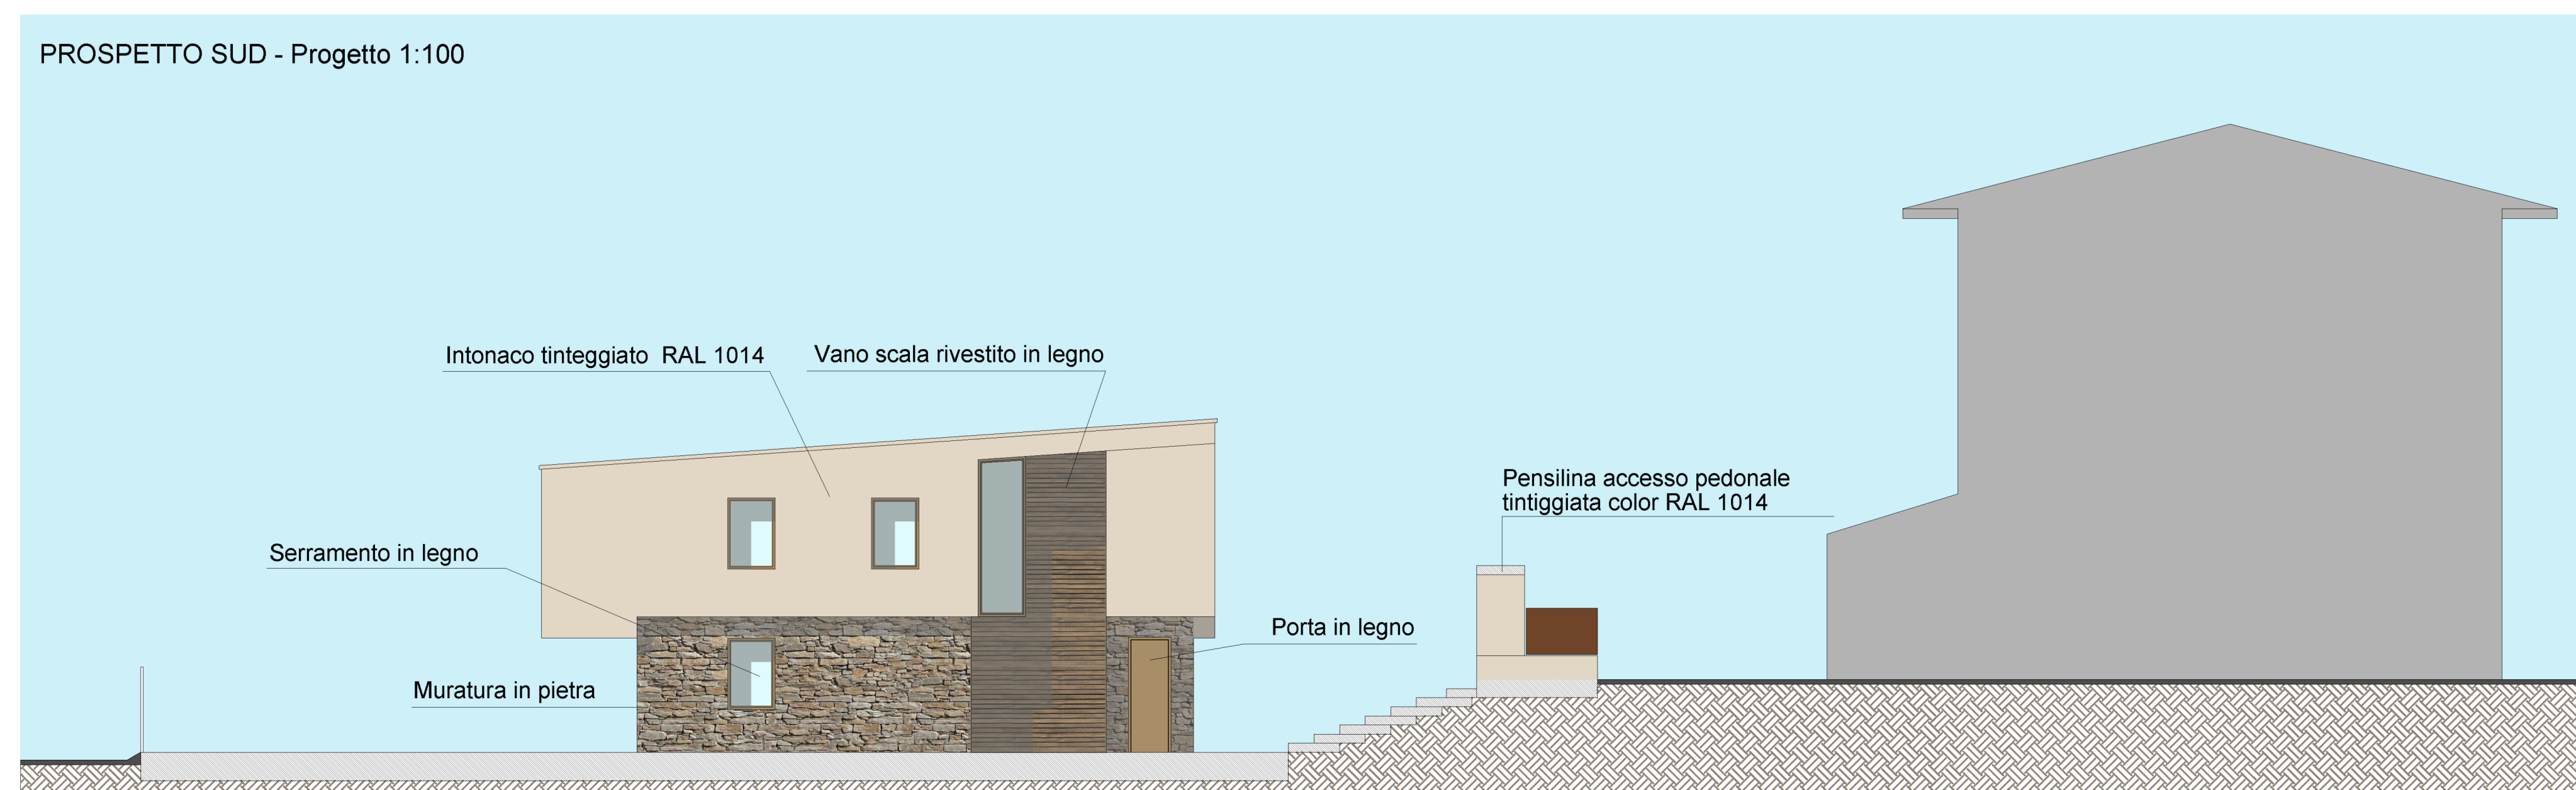 PROSPETTO SUD - Progetto 1:100
Intonaco tinteggiato RAL 1014
Vano scala rivestito in legno
Pensilina accesso pedonale
tintiggiata color RAL 1014
Serramento in legno
Porta in legno
Muratura in pietra